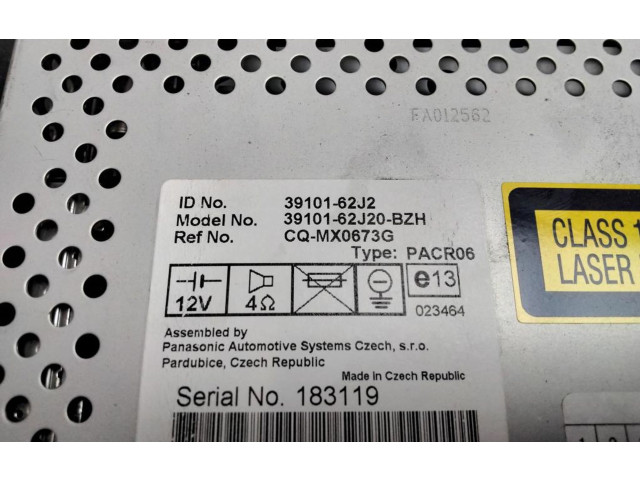 FA012562
ID No. 39101-62J2
Model No. 39101-62J20-BZH
Ref No. CQ-MX0673G
Type: PACR06
12V 4Ω e13
023464
Assembled by
Panasonic Automotive Systems Czech, s.r.o.
Pardubice, Czech Republic
Made in Czech Republic
Serial No. 183119
CLASS 1
LASER